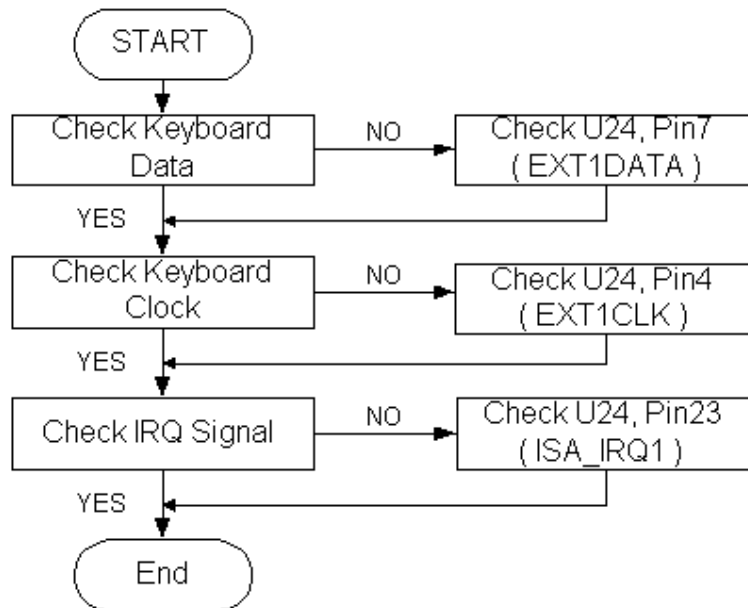 START
Check Keyboard
Data
NO
Check U24, Pin7
( EXT1DATA )
YES
Check Keyboard
Clock
NO
Check U24, Pin4
( EXT1CLK )
YES
Check IRQ Signal
NO
Check U24, Pin23
( ISA_IRQ1 )
YES
End